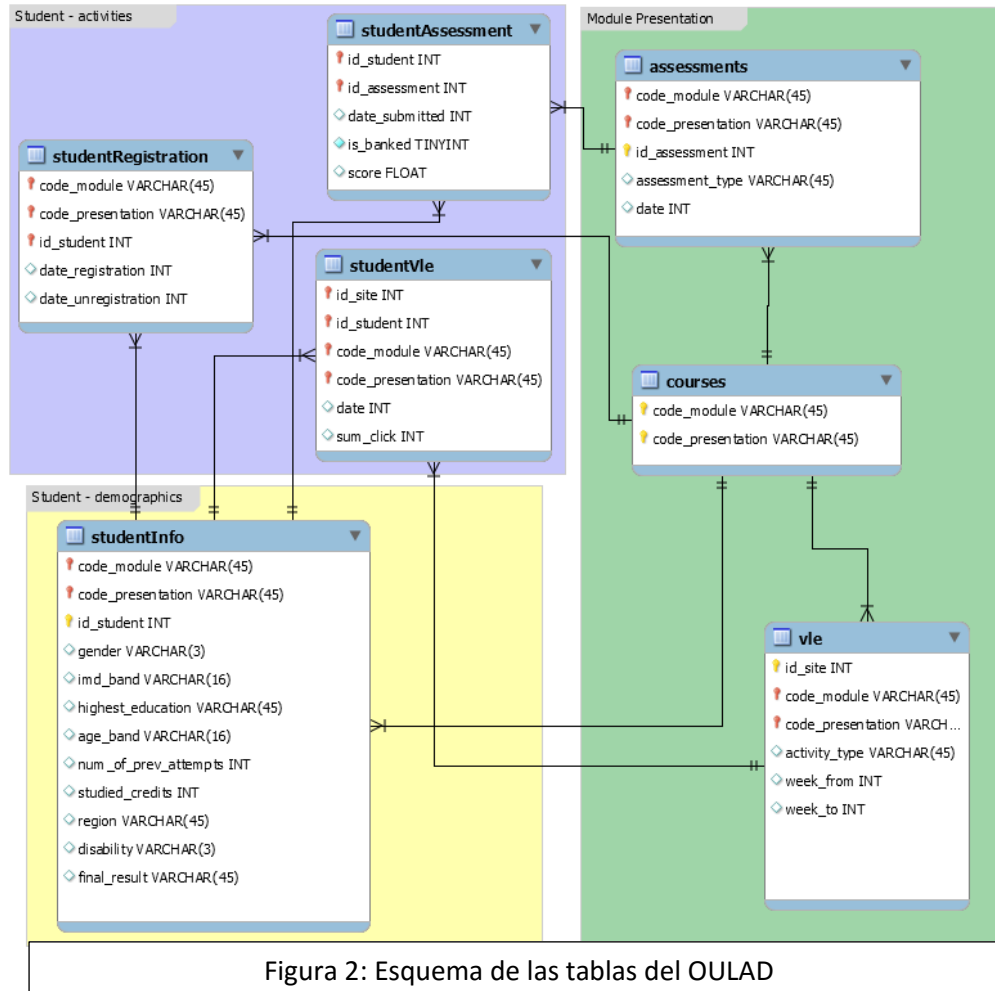 Student - activities
studentAssessment
id_student INT
id_assessment INT
date_submitted INT
is_banked TINYINT
score FLOAT
studentRegistration
code_module VARCHAR(45)
code_presentation VARCHAR(45)
id_student INT
date_registration INT
date_unregistration INT
studentVle
id_site INT
id_student INT
code_module VARCHAR(45)
code_presentation VARCHAR(45)
date INT
sum_click INT
Student - demographics
studentInfo
code_module VARCHAR(45)
code_presentation VARCHAR(45)
id_student INT
gender VARCHAR(3)
imd_band VARCHAR(16)
highest_education VARCHAR(45)
age_band VARCHAR(16)
num_of_prev_attempts INT
studied_credits INT
region VARCHAR(45)
disability VARCHAR(3)
final_result VARCHAR(45)
Module Presentation
assessments
code_module VARCHAR(45)
code_presentation VARCHAR(45)
id_assessment INT
assessment_type VARCHAR(45)
date INT
courses
code_module VARCHAR(45)
code_presentation VARCHAR(45)
vle
id_site INT
code_module VARCHAR(45)
code_presentation VARCH...
activity_type VARCHAR(45)
week_from INT
week_to INT
Figura 2: Esquema de las tablas del OULAD